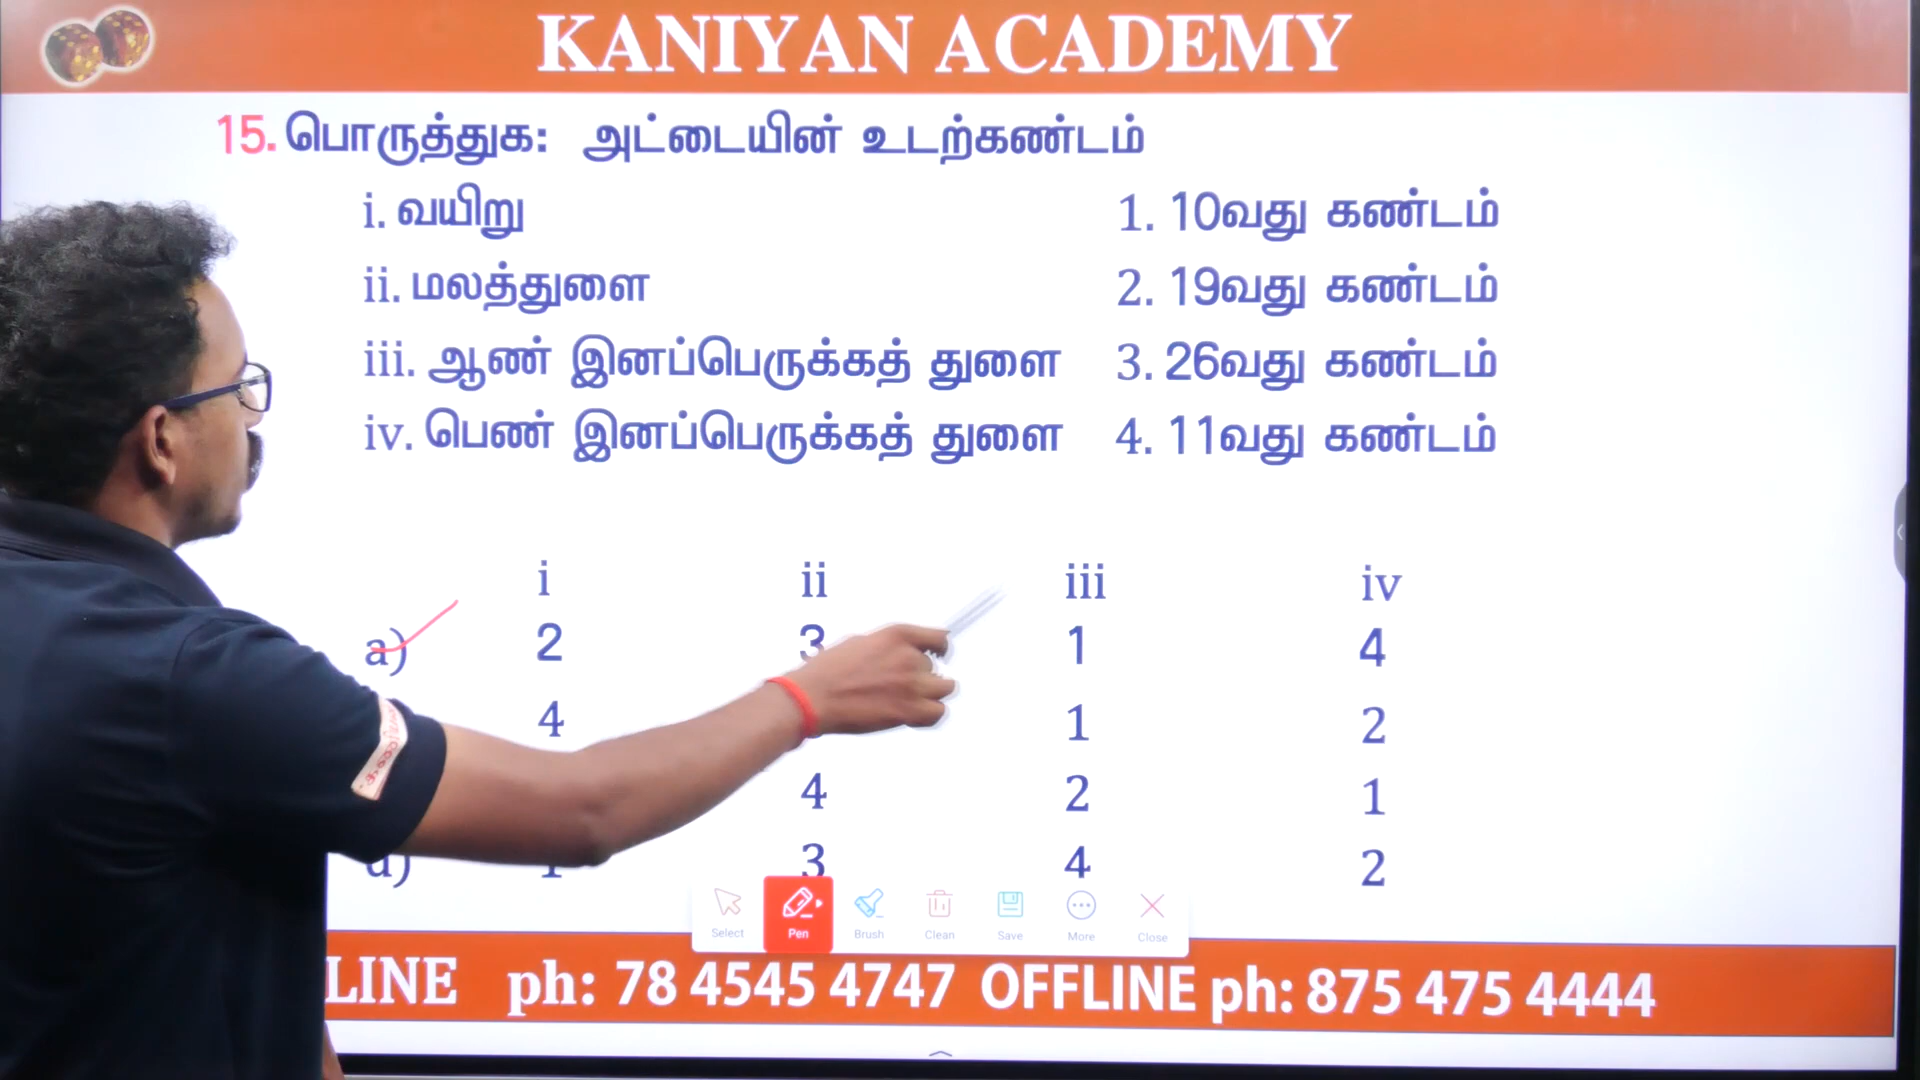 KANIYAN ACADEMY
15. பொருத்துக: அட்டையின் உடற்கண்டம்
i. வயிறு 1. 10வது கண்டம்
ii. மலத்துளை 2. 19வது கண்டம்
iii. ஆண் இனப்பெருக்கத் துளை 3. 26வது கண்டம்
iv. பெண் இனப்பெருக்கத் துளை 4. 11வது கண்டம்
i ii iii iv
a) 2 3 1 4
4 1 2
4 2 1
d) 1 3 4 2
Select Pen Brush Clean Save More Close
LINE ph: 78 4545 4747 OFFLINE ph: 875 475 4444